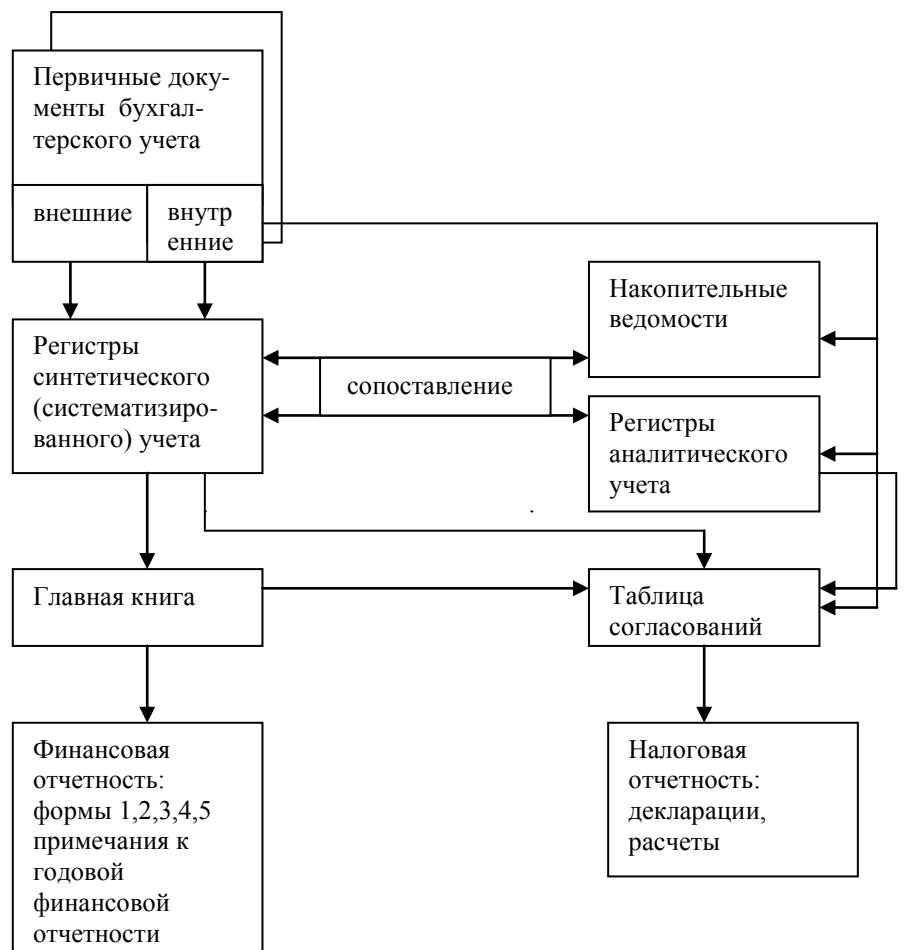 Первичные доку-
менты бухгал-
терского учета
внешние
внутр
енние
Накопительные
ведомости
Регистры
синтетического
(систематизиро-
ванного) учета
сопоставление
Регистры
аналитического
учета
Главная книга
Таблица
согласований
Финансовая
отчетность:
формы 1,2,3,4,5
примечания к
годовой
финансовой
отчетности
Налоговая
отчетность:
декларации,
расчеты